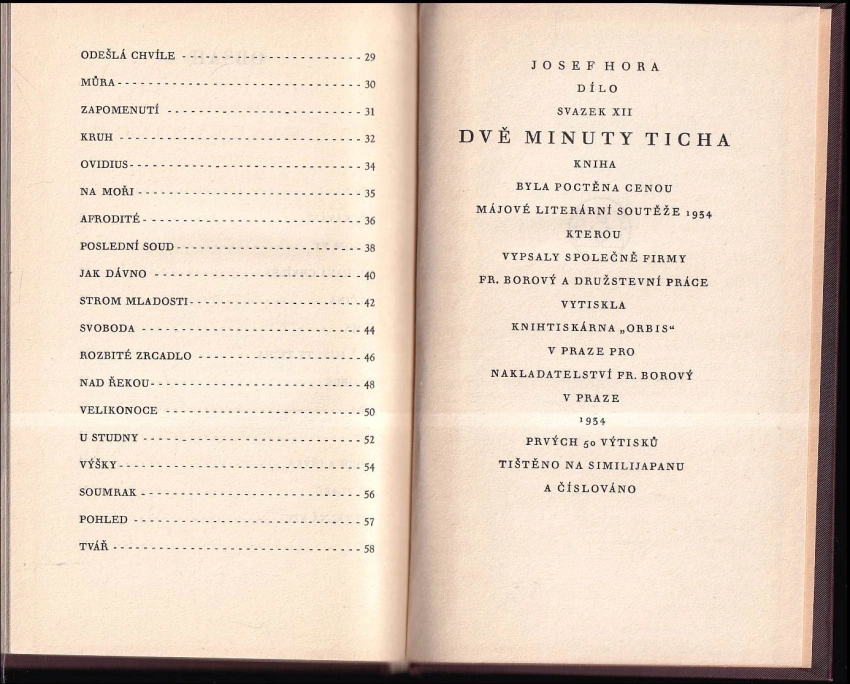 ODEŠLÁ CHVÍLE - - - - - - - - - - - - - - - - - - - - - - - 29
MŮRA - - - - - - - - - - - - - - - - - - - - - - - - - - - - - - - 30
ZAPOMENUTÍ - - - - - - - - - - - - - - - - - - - - - - - - - 31
KRUH - - - - - - - - - - - - - - - - - - - - - - - - - - - - - - - 32
OVIDIUS - - - - - - - - - - - - - - - - - - - - - - - - - - - - - 34
NA MOŘI - - - - - - - - - - - - - - - - - - - - - - - - - - - - 35
AFRODITÉ - - - - - - - - - - - - - - - - - - - - - - - - - - - 36
POSLEDNÍ SOUD - - - - - - - - - - - - - - - - - - - - - - - 38
JAK DÁVNO - - - - - - - - - - - - - - - - - - - - - - - - - - 40
STROM MLADOSTI - - - - - - - - - - - - - - - - - - - - - 42
SVOBODA - - - - - - - - - - - - - - - - - - - - - - - - - - - - 44
ROZBITÉ ZRCADLO - - - - - - - - - - - - - - - - - - - - 46
NAD ŘEKOU - - - - - - - - - - - - - - - - - - - - - - - - - - 48
VELIKONOCE - - - - - - - - - - - - - - - - - - - - - - - - - 50
U STUDNY - - - - - - - - - - - - - - - - - - - - - - - - - - - 52
VÝŠKY - - - - - - - - - - - - - - - - - - - - - - - - - - - - - - 54
SOUMRAK - - - - - - - - - - - - - - - - - - - - - - - - - - - 56
POHLED - - - - - - - - - - - - - - - - - - - - - - - - - - - - 57
TVÁŘ - - - - - - - - - - - - - - - - - - - - - - - - - - - - - - 58
JOSEF HORA
DÍLO
SVAZEK XII
DVĚ MINUTY TICHA
KNIHA
BYLA POCTĚNA CENOU
MÁJOVÉ LITERÁRNÍ SOUTĚŽE 1934
KTEROU
VYPSALY SPOLEČNĚ FIRMY
FR. BOROVÝ A DRUŽSTEVNÍ PRÁCE
VYTISKLA
KNIHTISKÁRNA „ORBIS“
V PRAZE PRO
NAKLADATELSTVÍ FR. BOROVÝ
V PRAZE
1934
PRVÝCH 50 VÝTISKŮ
TIŠTĚNO NA SIMILIJAPANU
A ČÍSLOVÁNO